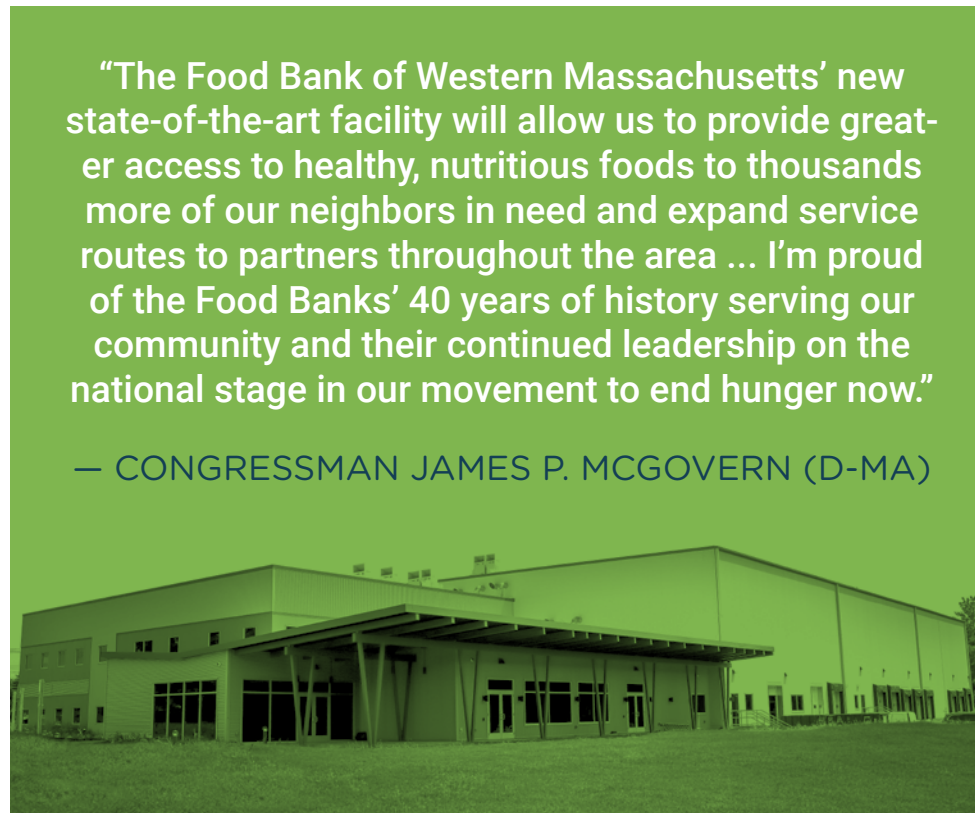 “The Food Bank of Western Massachusetts’ new
state-of-the-art facility will allow us to provide great-
er access to healthy, nutritious foods to thousands
more of our neighbors in need and expand service
routes to partners throughout the area ... I’m proud
of the Food Banks’ 40 years of history serving our
community and their continued leadership on the
national stage in our movement to end hunger now.”
— CONGRESSMAN JAMES P. MCGOVERN (D-MA)